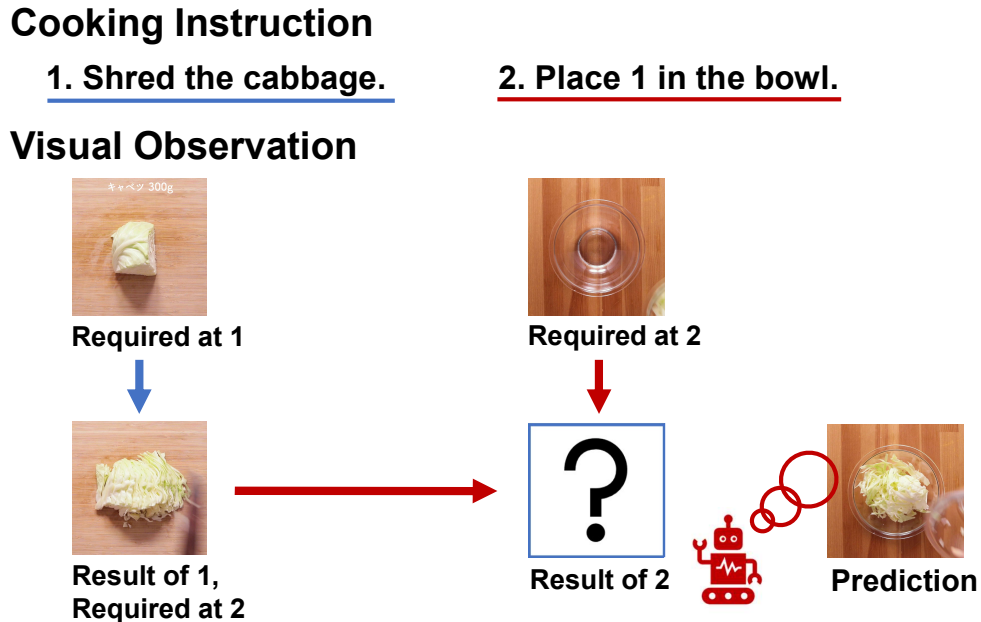 Cooking Instruction
1. Shred the cabbage.
2. Place 1 in the bowl.
Visual Observation
キャベツ 300g
Required at 1
Required at 2
?
Result of 1,
Required at 2
Result of 2
Prediction